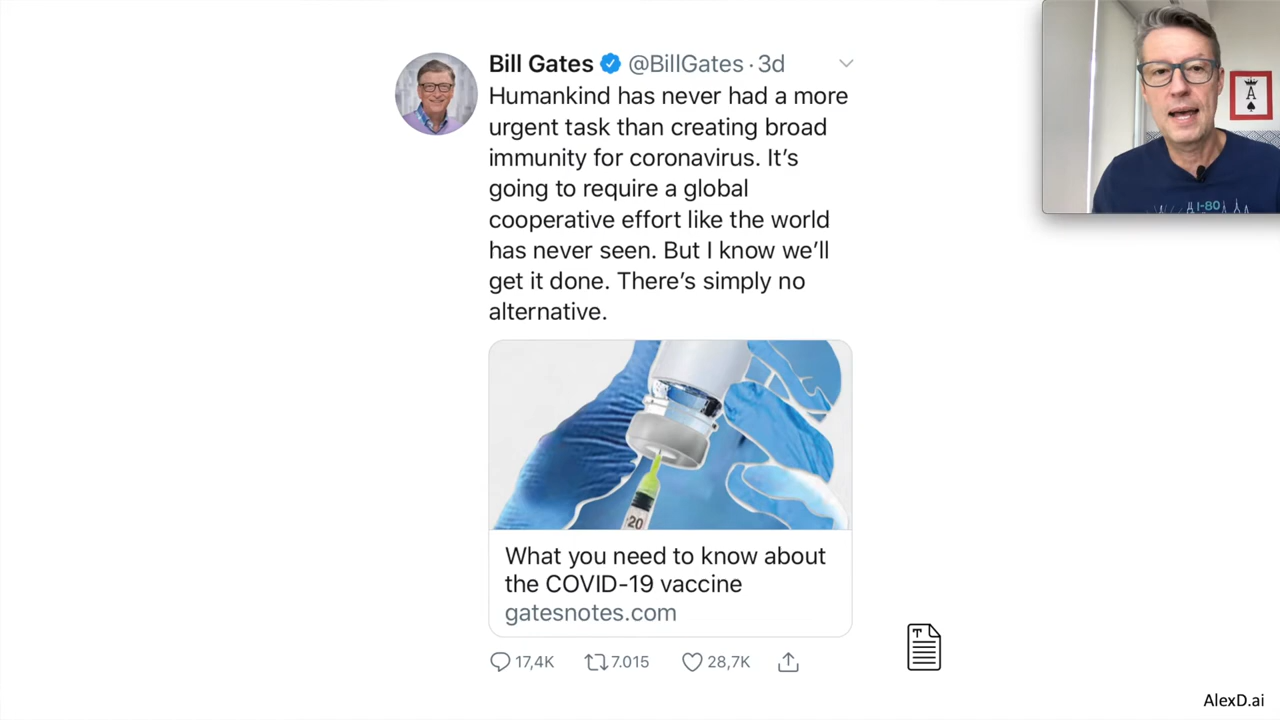 Bill Gates @BillGates · 3d
Humankind has never had a more
urgent task than creating broad
immunity for coronavirus. It’s
going to require a global
cooperative effort like the world
has never seen. But I know we’ll
get it done. There’s simply no
alternative.
20
What you need to know about
the COVID-19 vaccine
gatesnotes.com
17,4K 7.015 28,7K
T
A
I-80
AlexD.ai